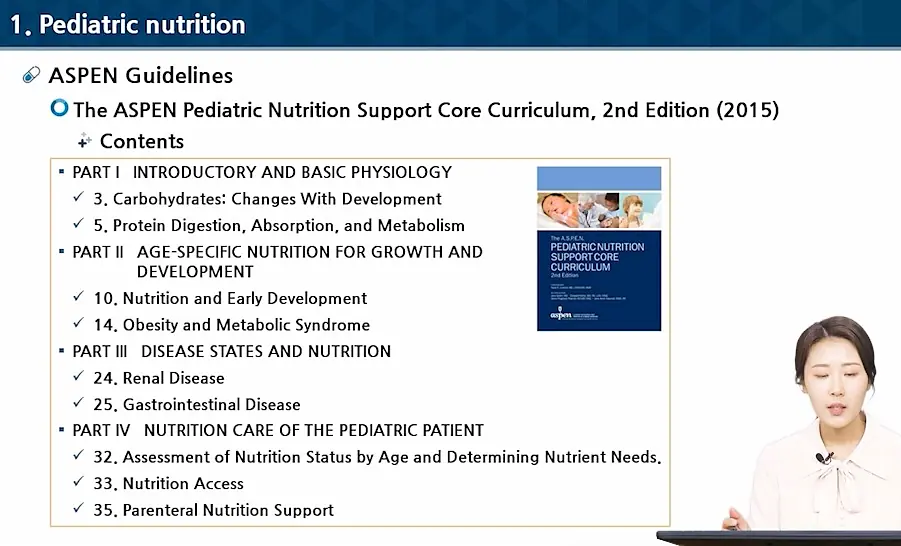 1. Pediatric nutrition
ASPEN Guidelines
The ASPEN Pediatric Nutrition Support Core Curriculum, 2nd Edition (2015)
Contents
PART I INTRODUCTORY AND BASIC PHYSIOLOGY
3. Carbohydrates: Changes With Development
5. Protein Digestion, Absorption, and Metabolism
PART II AGE-SPECIFIC NUTRITION FOR GROWTH AND
DEVELOPMENT
10. Nutrition and Early Development
14. Obesity and Metabolic Syndrome
PART III DISEASE STATES AND NUTRITION
24. Renal Disease
25. Gastrointestinal Disease
PART IV NUTRITION CARE OF THE PEDIATRIC PATIENT
32. Assessment of Nutrition Status by Age and Determining Nutrient Needs.
33. Nutrition Access
35. Parenteral Nutrition Support
The A.S.P.E.N.
PEDIATRIC NUTRITION
SUPPORT CORE
CURRICULUM
2nd Edition
aspen